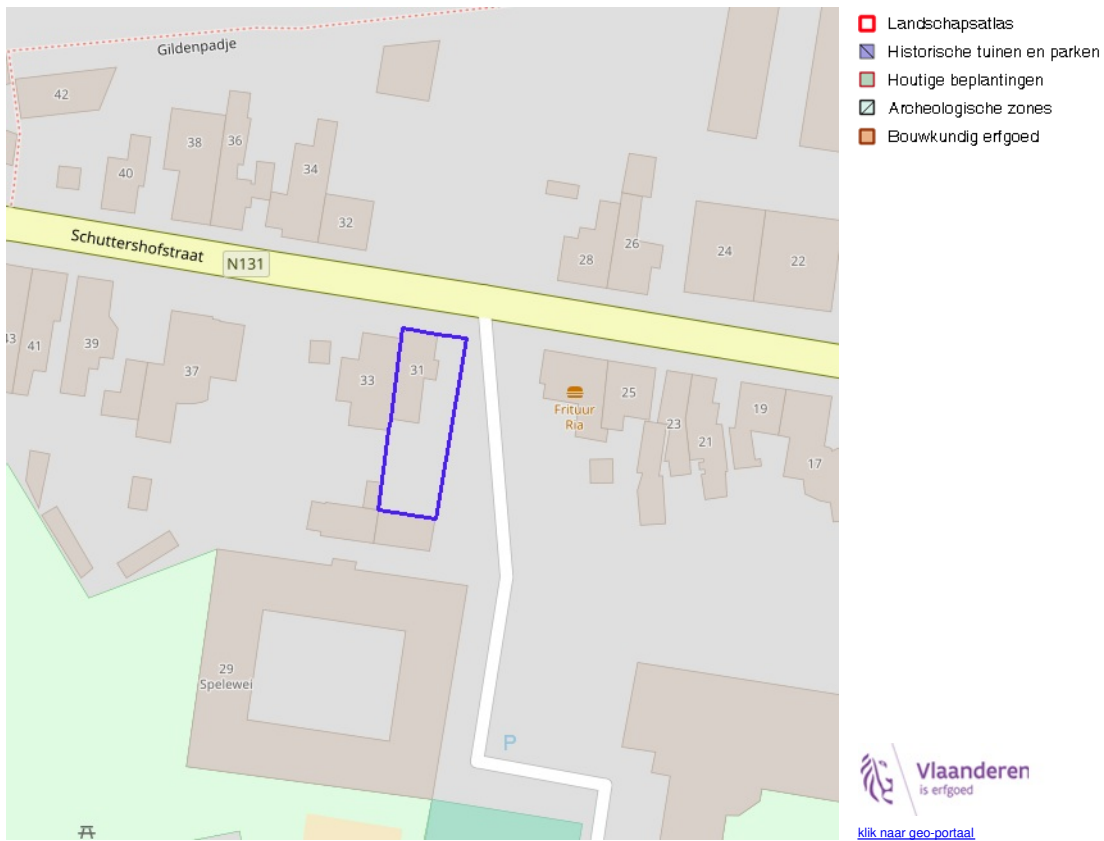 Gildenpadje
42
38
36
40
34
32
Schuttershofstraat
N131
28
26
24
22
43
41
39
37
33
31
Frituur
Ria
25
23
21
19
17
29
Spelewei
P
Landschapsatlas
Historische tuinen en parken
Houtige beplantingen
Archeologische zones
Bouwkundig erfgoed
Vlaanderen
is erfgoed
klik naar geo-portaal